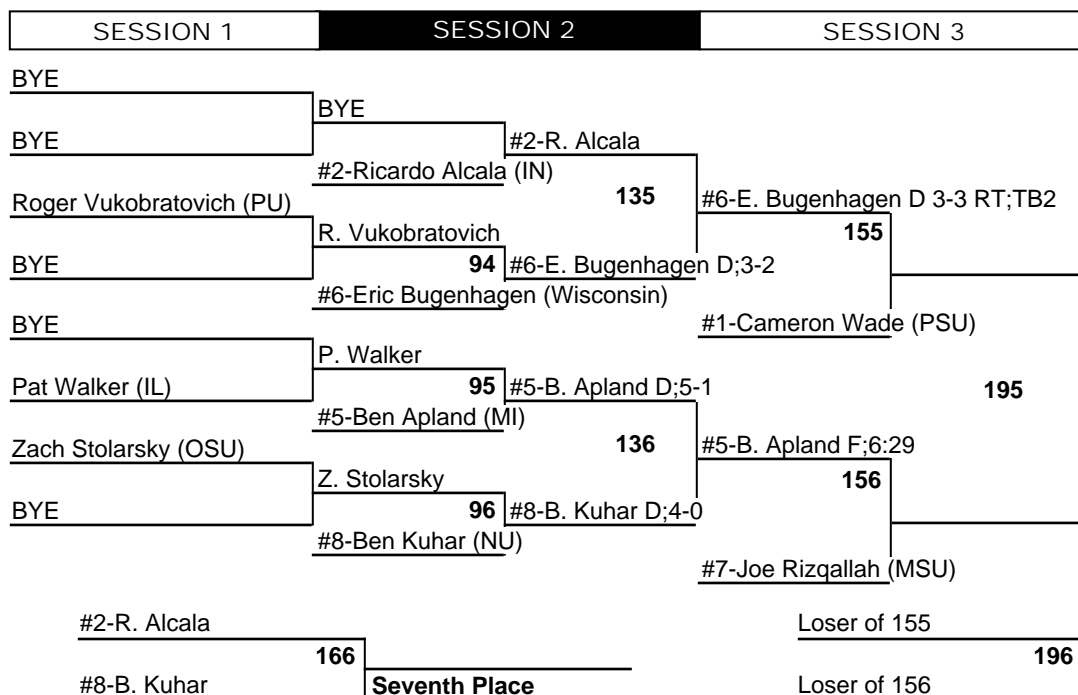 SESSION 1 SESSION 2 SESSION 3
BYE
BYE
BYE #2-R. Alcala
#2-Ricardo Alcala (IN)
Roger Vukobratovich (PU) 135 #6-E. Bugenhagen D 3-3 RT;TB2
R. Vukobratovich 155
BYE 94 #6-E. Bugenhagen D;3-2
#6-Eric Bugenhagen (Wisconsin)
BYE #1-Cameron Wade (PSU)
P. Walker
Pat Walker (IL) 95 #5-B. Apland D;5-1 195
#5-Ben Apland (MI)
Zach Stolarsky (OSU) 136 #5-B. Apland F;6:29
Z. Stolarsky 156
BYE 96 #8-B. Kuhar D;4-0
#8-Ben Kuhar (NU)
#7-Joe Rizqallah (MSU)
#2-R. Alcala Loser of 155
166 196
#8-B. Kuhar Seventh Place Loser of 156